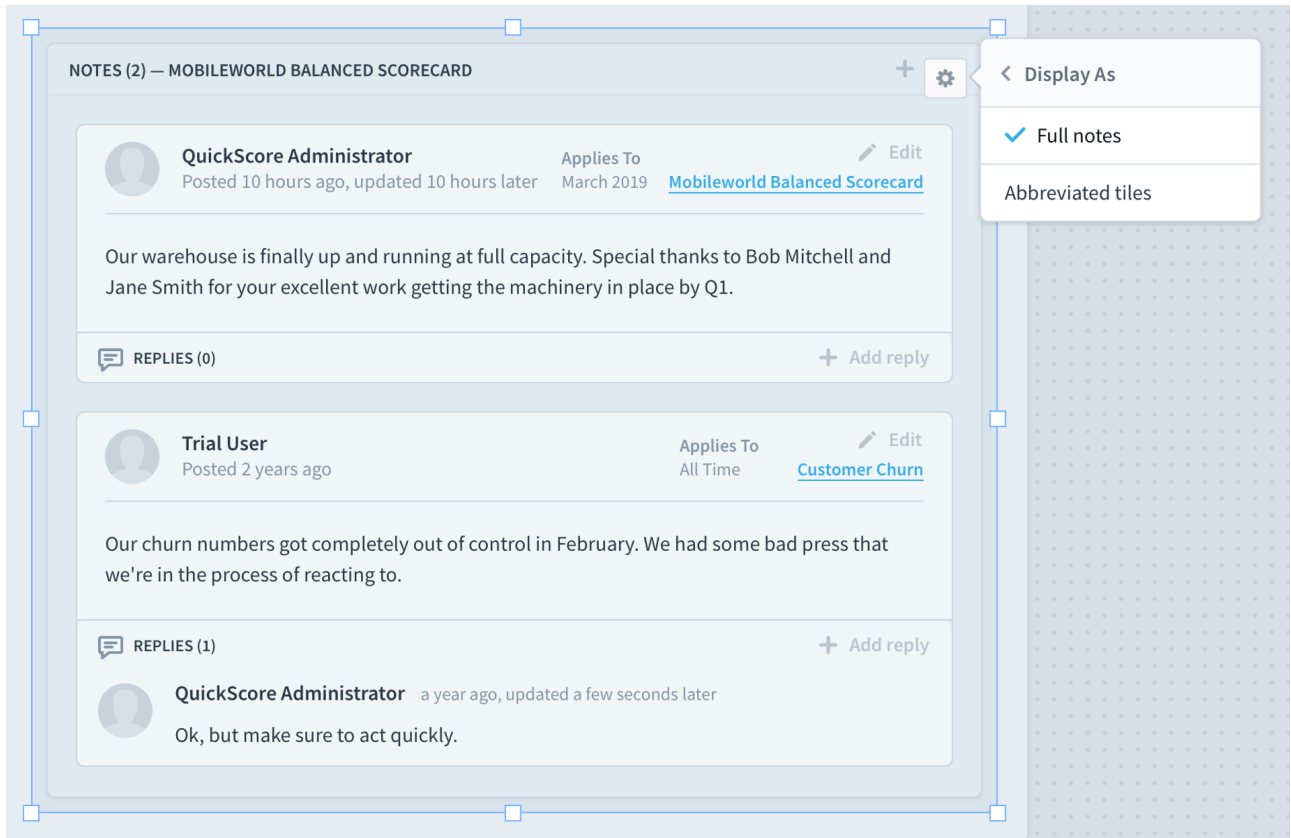 NOTES (2) — MOBILEWORLD BALANCED SCORECARD
Display As
Full notes
Abbreviated tiles
QuickScore Administrator
Posted 10 hours ago, updated 10 hours later
Applies To
March 2019
Edit
Mobileworld Balanced Scorecard
Our warehouse is finally up and running at full capacity. Special thanks to Bob Mitchell and
Jane Smith for your excellent work getting the machinery in place by Q1.
REPLIES (0)
Add reply
Trial User
Posted 2 years ago
Applies To
All Time
Edit
Customer Churn
Our churn numbers got completely out of control in February. We had some bad press that
we're in the process of reacting to.
REPLIES (1)
Add reply
QuickScore Administrator a year ago, updated a few seconds later
Ok, but make sure to act quickly.